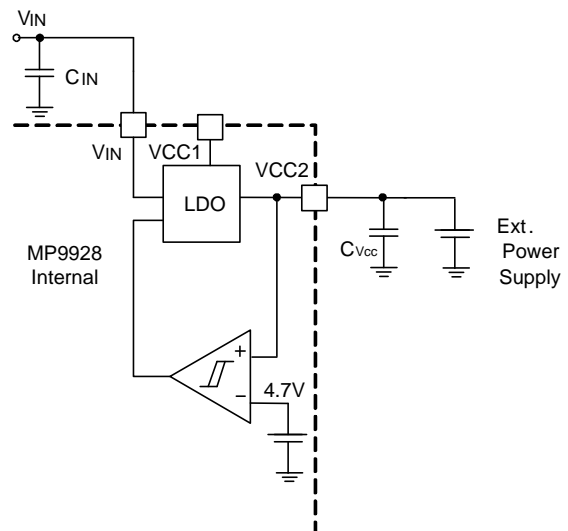 VIN
CIN
VIN
VCC1
VCC2
LDO
CVcc
Ext.
Power
Supply
MP9928
Internal
+
4.7V
−